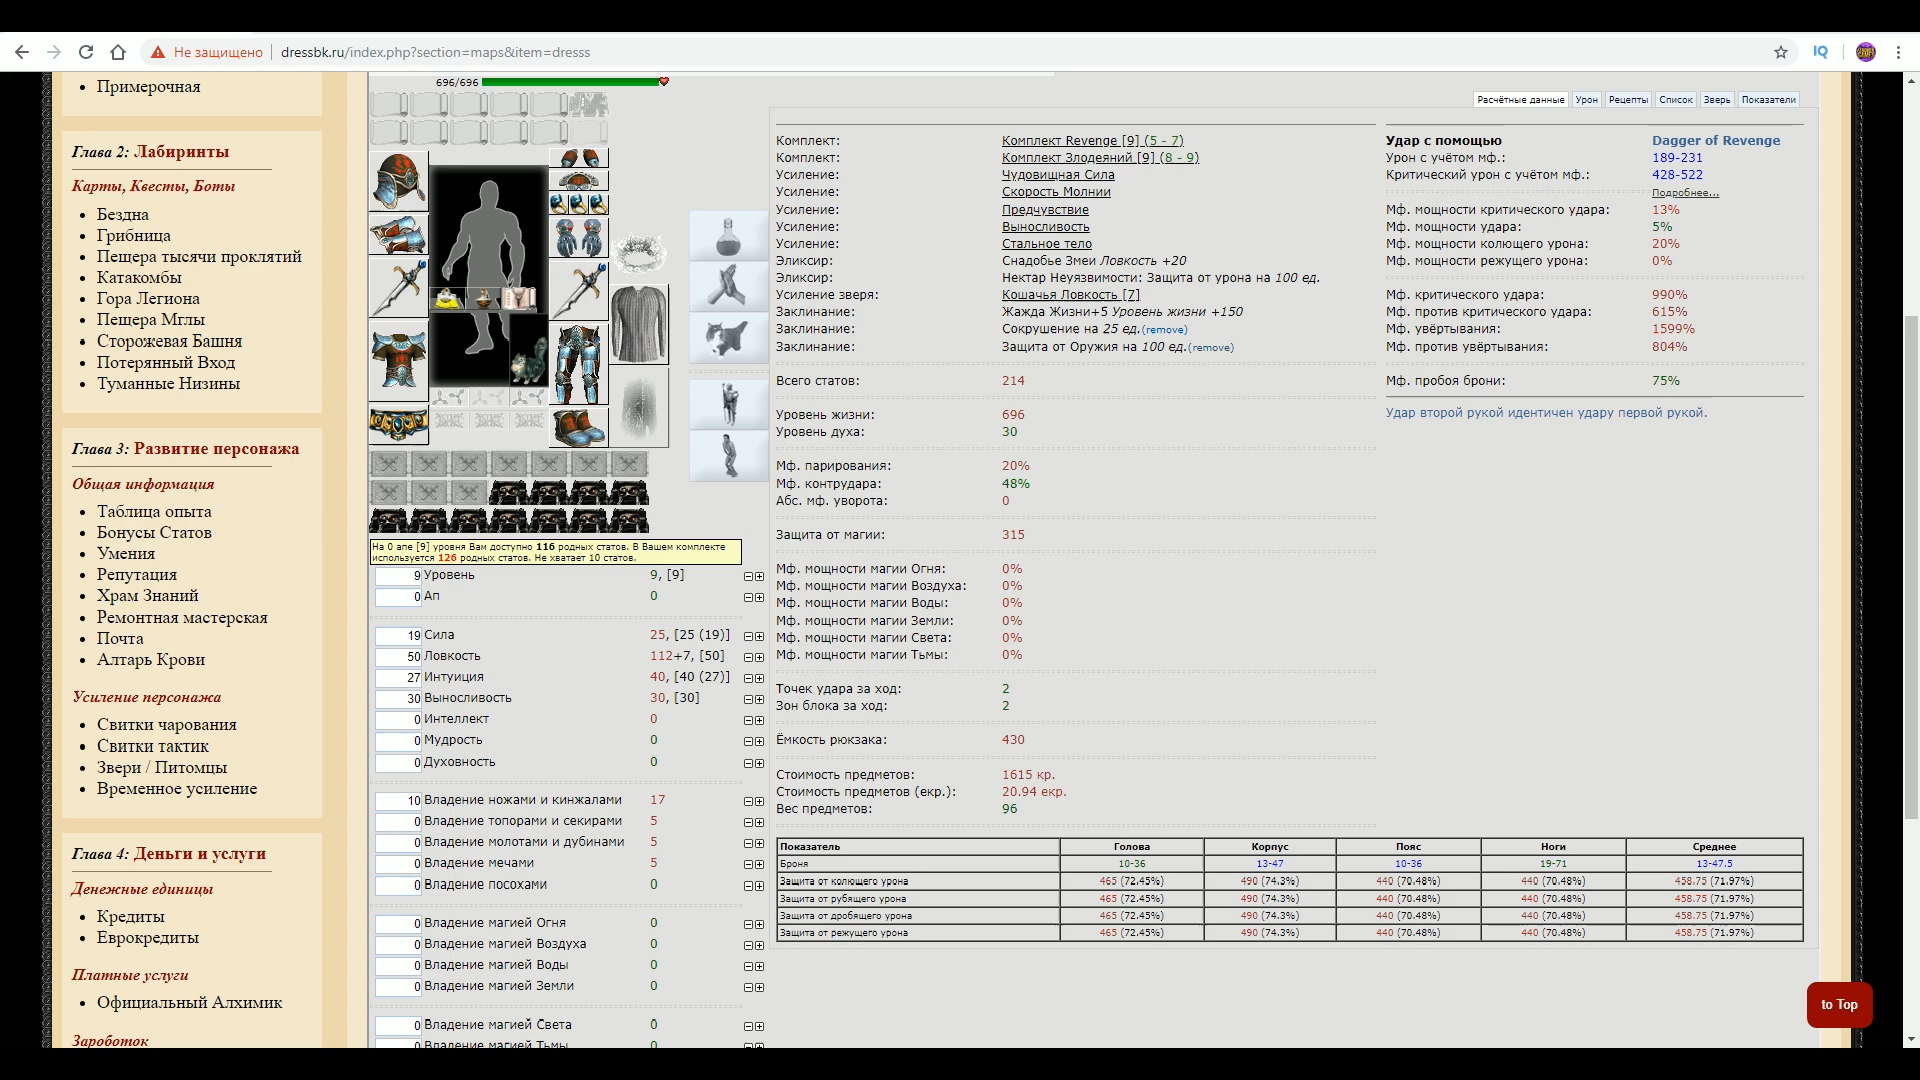 Не защищено
dressbk.ru/index.php?section=maps&item=dresss
IQ
Примерочная
Глава 2: Лабиринты
Карты, Квесты, Боты
Бездна
Грибница
Пещера тысячи проклятий
Катакомбы
Гора Легиона
Пещера Мглы
Сторожевая Башня
Потерянный Вход
Туманные Низины
Глава 3: Развитие персонажа
Общая информация
Таблица опыта
Бонусы Статов
Умения
Репутация
Храм Знаний
Ремонтная мастерская
Почта
Алтарь Крови
Усиление персонажа
Свитки чарования
Свитки тактик
Звери / Питомцы
Временное усиление
Глава 4: Деньги и услуги
Денежные единицы
Кредиты
Еврокредиты
Платные услуги
Официальный Алхимик
Зароботок
696/696
На 0 апе [9] уровня Вам доступно 116 родных статов. В Вашем комплекте
используется 126 родных статов. Не хватает 10 статов.
9 Уровень 9, [9]
0 Ап 0
19 Сила 25, [25 (19)]
50 Ловкость 112+7, [50]
27 Интуиция 40, [40 (27)]
30 Выносливость 30, [30]
0 Интеллект 0
0 Мудрость 0
0 Духовность 0
10 Владение ножами и кинжалами 17
0 Владение топорами и секирами 5
0 Владение молотами и дубинами 5
0 Владение мечами 5
0 Владение посохами 0
0 Владение магией Огня 0
0 Владение магией Воздуха 0
0 Владение магией Воды 0
0 Владение магией Земли 0
0 Владение магией Света 0
0 Владение магией Тьмы 0
Расчётные данные Урон Рецепты Список Зверь Показатели
Комплект: Комплект Revenge [9] (5 - 7)
Комплект: Комплект Злодеяний [9] (8 - 9)
Усиление: Чудовищная Сила
Усиление: Скорость Молнии
Усиление: Предчувствие
Усиление: Выносливость
Усиление: Стальное тело
Эликсир: Снадобье Змеи Ловкость +20
Эликсир: Нектар Неуязвимости: Защита от урона на 100 ед.
Усиление зверя: Кошачья Ловкость [7]
Заклинание: Жажда Жизни+5 Уровень жизни +150
Заклинание: Сокрушение на 25 ед.(remove)
Заклинание: Защита от Оружия на 100 ед.(remove)
Всего статов: 214
Уровень жизни: 696
Уровень духа: 30
Мф. парирования: 20%
Мф. контрудара: 48%
Абс. мф. уворота: 0
Защита от магии: 315
Мф. мощности магии Огня: 0%
Мф. мощности магии Воздуха: 0%
Мф. мощности магии Воды: 0%
Мф. мощности магии Земли: 0%
Мф. мощности магии Света: 0%
Мф. мощности магии Тьмы: 0%
Точек удара за ход: 2
Зон блока за ход: 2
Ёмкость рюкзака: 430
Стоимость предметов: 1615 кр.
Стоимость предметов (екр.): 20.94 екр.
Вес предметов: 96
Удар с помощью Dagger of Revenge
Урон с учётом мф.: 189-231
Критический урон с учётом мф.: 428-522
Подробнее...
Мф. мощности критического удара: 13%
Мф. мощности удара: 5%
Мф. мощности колющего урона: 20%
Мф. мощности режущего урона: 0%
Мф. критического удара: 990%
Мф. против критического удара: 615%
Мф. увёртывания: 1599%
Мф. против увёртывания: 804%
Мф. пробоя брони: 75%
Удар второй рукой идентичен удару первой рукой.
Показатель Голова Корпус Пояс Ноги Среднее
Броня 10-36 13-47 10-36 19-71 13-47.5
Защита от колющего урона 465 (72.45%) 490 (74.3%) 440 (70.48%) 440 (70.48%) 458.75 (71.97%)
Защита от рубящего урона 465 (72.45%) 490 (74.3%) 440 (70.48%) 440 (70.48%) 458.75 (71.97%)
Защита от дробящего урона 465 (72.45%) 490 (74.3%) 440 (70.48%) 440 (70.48%) 458.75 (71.97%)
Защита от режущего урона 465 (72.45%) 490 (74.3%) 440 (70.48%) 440 (70.48%) 458.75 (71.97%)
to Top